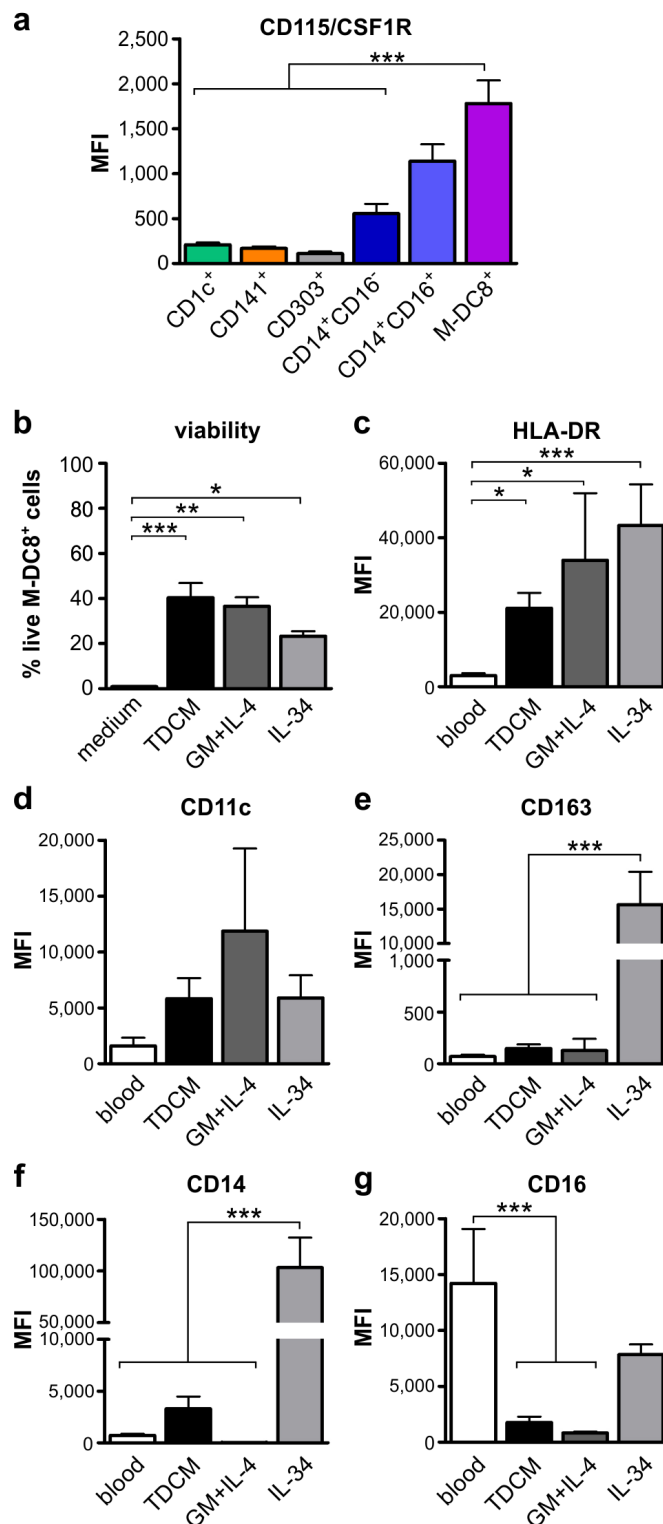 a
CD115/CSF1R
***
MFI
2,500
2,000
1,500
1,000
500
0
CD1c⁺
CD141⁺
CD303⁺
CD14⁺CD16⁻
CD14⁺CD16⁺
M-DC8⁺
b
viability
*
**
***
% live M-DC8⁺ cells
100
80
60
40
20
0
medium
TDCM
GM+IL-4
IL-34
c
HLA-DR
***
*
*
MFI
60,000
40,000
20,000
0
blood
TDCM
GM+IL-4
IL-34
d
CD11c
MFI
20,000
15,000
10,000
5,000
0
blood
TDCM
GM+IL-4
IL-34
e
CD163
***
MFI
25,000
20,000
15,000
10,000
1,000
500
0
blood
TDCM
GM+IL-4
IL-34
f
CD14
***
MFI
150,000
100,000
50,000
10,000
5,000
0
blood
TDCM
GM+IL-4
IL-34
g
CD16
***
MFI
20,000
15,000
10,000
5,000
0
blood
TDCM
GM+IL-4
IL-34